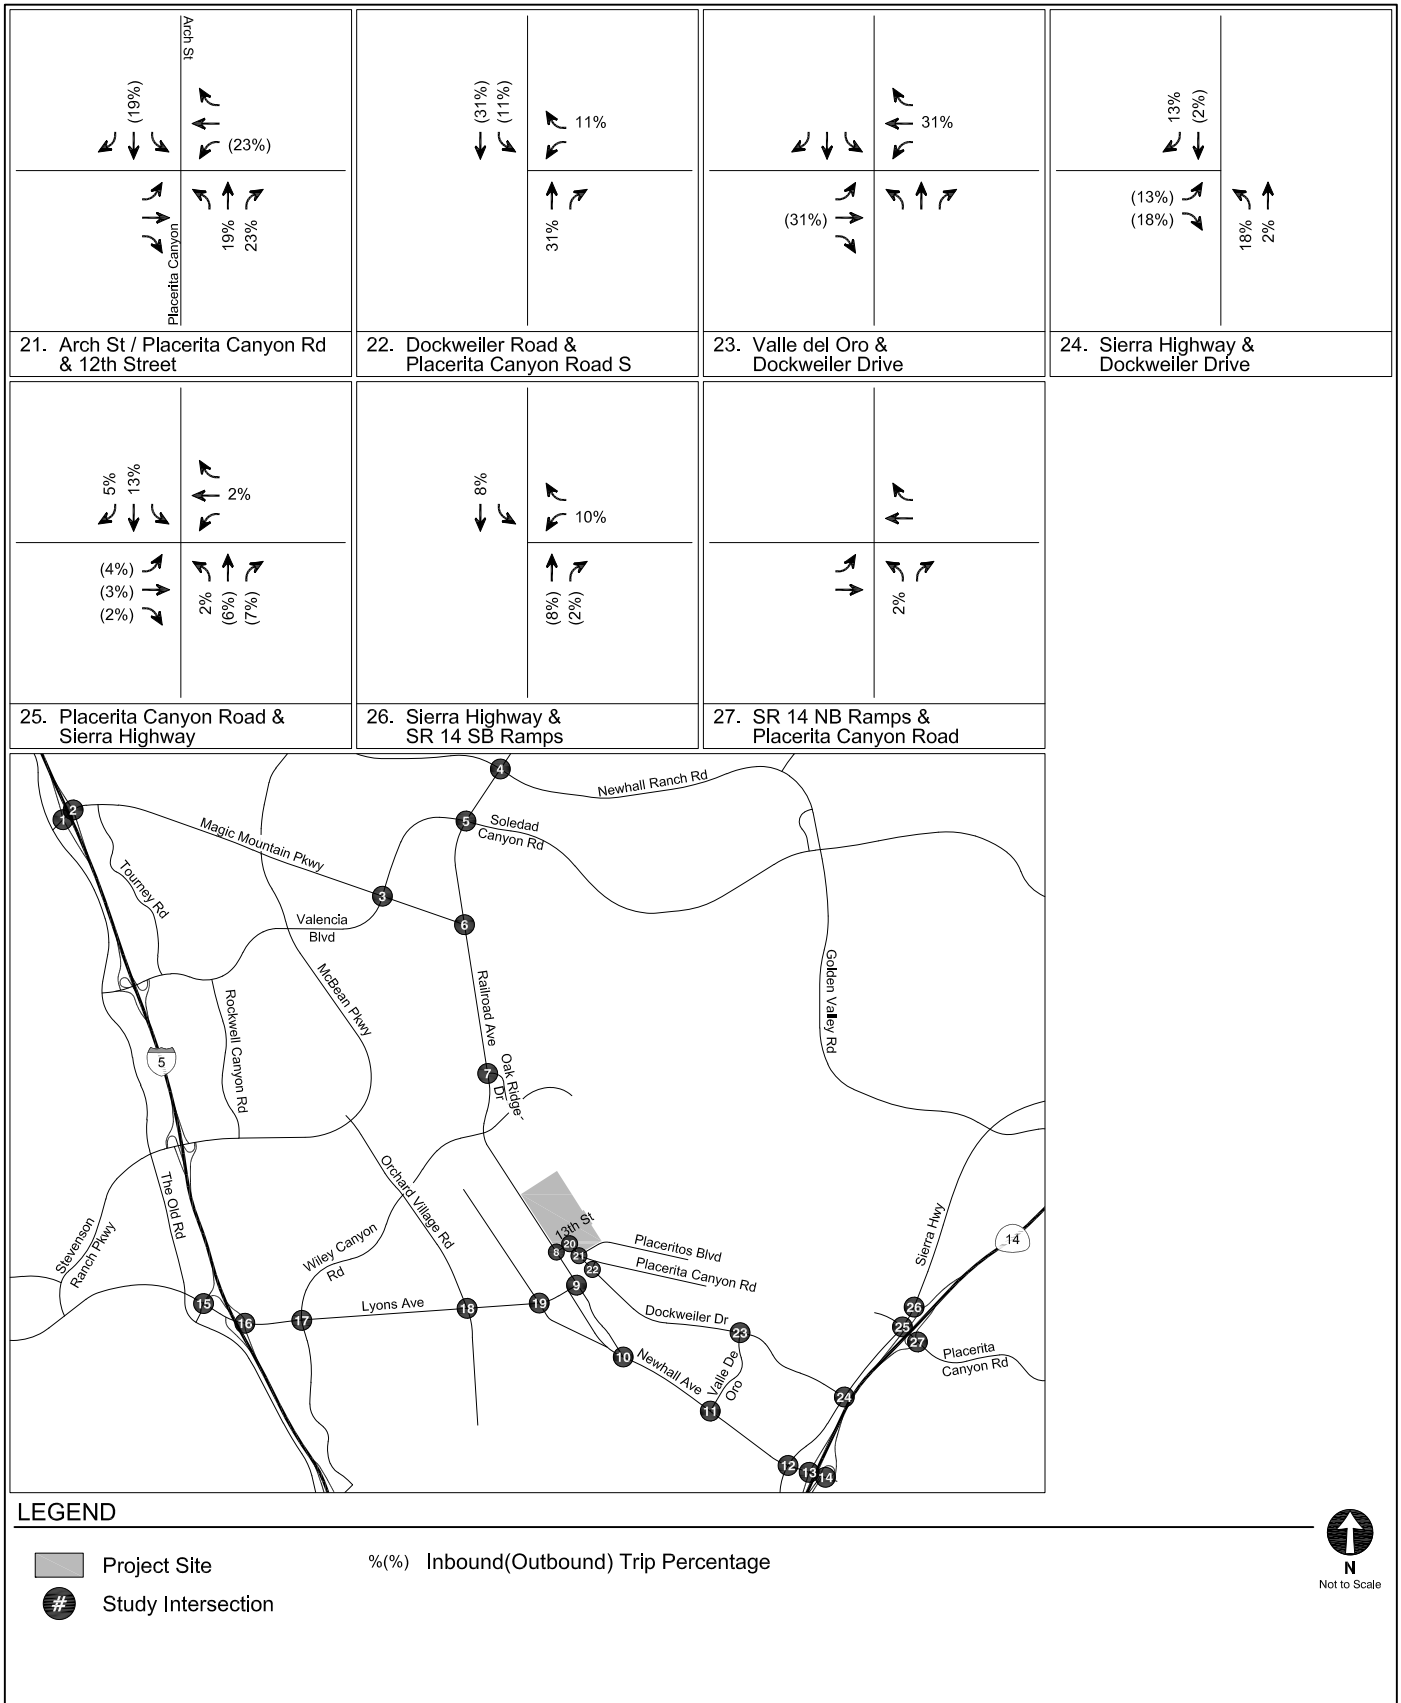 Arch St
(19%)
(23%)
19%
23%
Placerita Canyon
21. Arch St / Placerita Canyon Rd
& 12th Street
(31%)
(11%)
11%
31%
22. Dockweiler Road &
Placerita Canyon Road S
31%
(31%)
23. Valle del Oro &
Dockweiler Drive
13%
(2%)
(13%)
(18%)
18%
2%
24. Sierra Highway &
Dockweiler Drive
5%
13%
2%
(4%)
(3%)
(2%)
2%
(6%)
(7%)
25. Placerita Canyon Road &
Sierra Highway
8%
10%
(8%)
(2%)
26. Sierra Highway &
SR 14 SB Ramps
2%
27. SR 14 NB Ramps &
Placerita Canyon Road
4
Newhall Ranch Rd
2
1
5
Soledad
Canyon Rd
Magic Mountain Pkwy
Tourney Rd
3
Valencia
Blvd
6
McBean Pkwy
Railroad Ave
Golden Valley Rd
Rockwell Canyon Rd
5
7
Oak Ridge
Dr
Orchard Village Rd
The Old Rd
Stevenson
Ranch Pkwy
Wiley Canyon
Rd
13th St
20
8
21
22
Placeritos Blvd
Placerita Canyon Rd
Sierra Hwy
14
9
15
16
17
Lyons Ave
18
19
Dockweiler Dr
23
26
25
27
Placerita
Canyon Rd
10
Newhall Ave
Valle De
Oro
11
24
12
13
14
LEGEND
Project Site
%(%) Inbound(Outbound) Trip Percentage
# Study Intersection
N
Not to Scale